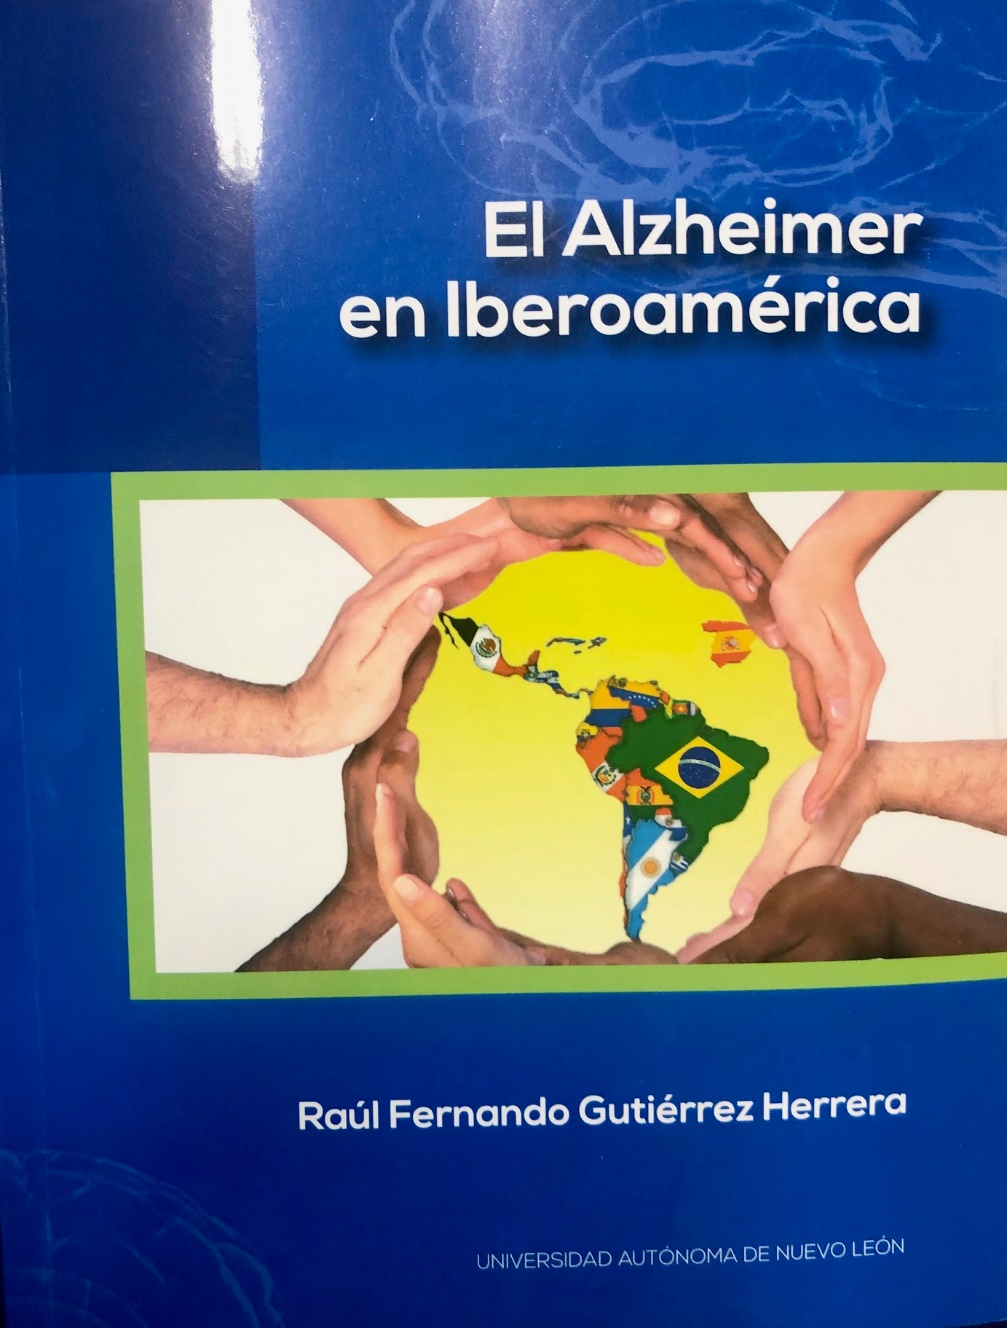 El Alzheimer
en Iberoamérica
Raúl Fernando Gutiérrez Herrera
UNIVERSIDAD AUTÓNOMA DE NUEVO LEÓN